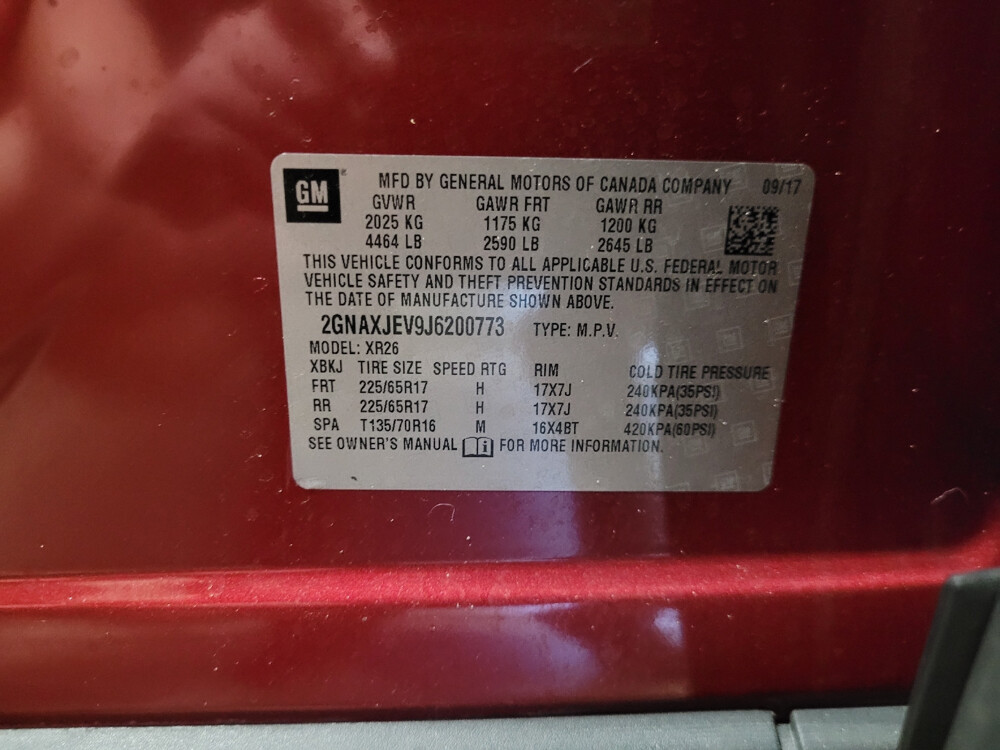 GM
MFD BY GENERAL MOTORS OF CANADA COMPANY 09/17
GVWR GAWR FRT GAWR RR
2025 KG 1175 KG 1200 KG
4464 LB 2590 LB 2645 LB
THIS VEHICLE CONFORMS TO ALL APPLICABLE U.S. FEDERAL MOTOR
VEHICLE SAFETY AND THEFT PREVENTION STANDARDS IN EFFECT ON
THE DATE OF MANUFACTURE SHOWN ABOVE.
2GNAXJEV9J6200773 TYPE: M.P.V.
MODEL: XR26
XBKJ TIRE SIZE SPEED RTG RIM COLD TIRE PRESSURE
FRT 225/65R17 H 17X7J 240KPA(35PSI)
RR 225/65R17 H 17X7J 240KPA(35PSI)
SPA T135/70R16 M 16X4BT 420KPA(60PSI)
SEE OWNER'S MANUAL i FOR MORE INFORMATION.